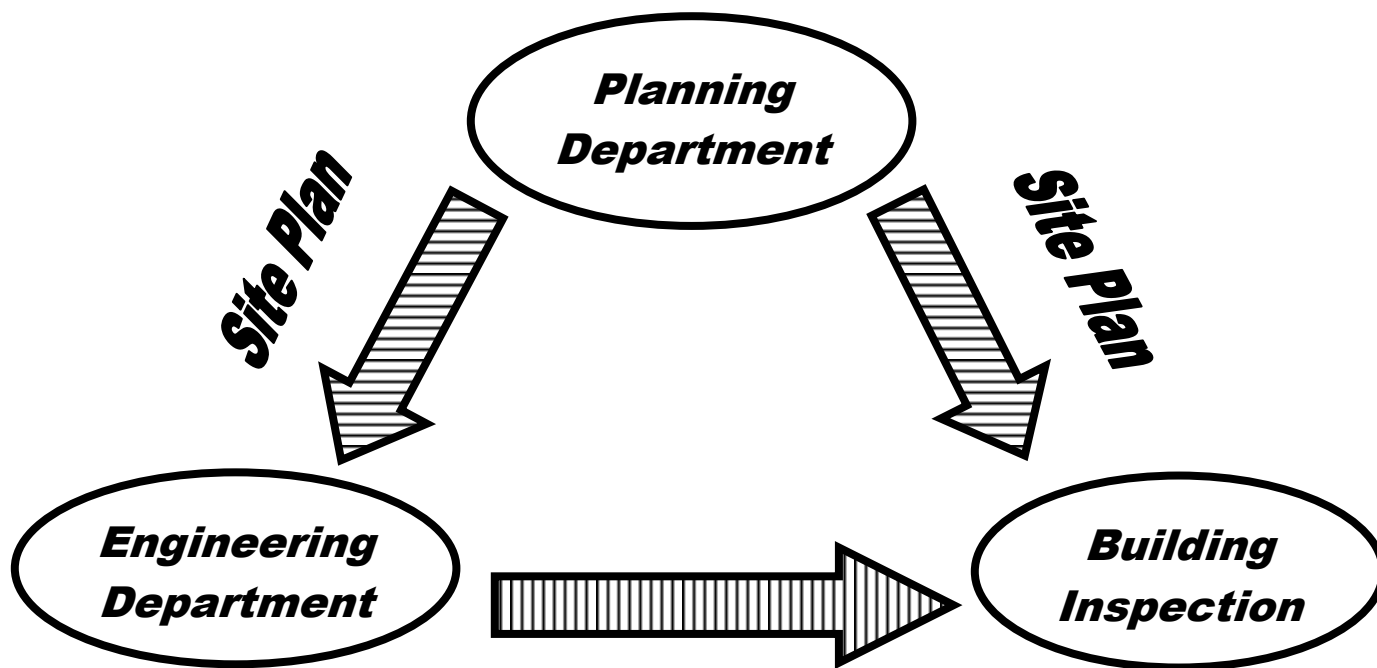 Planning
Department
Site Plan
Site Plan
Engineering
Department
Building
Inspection